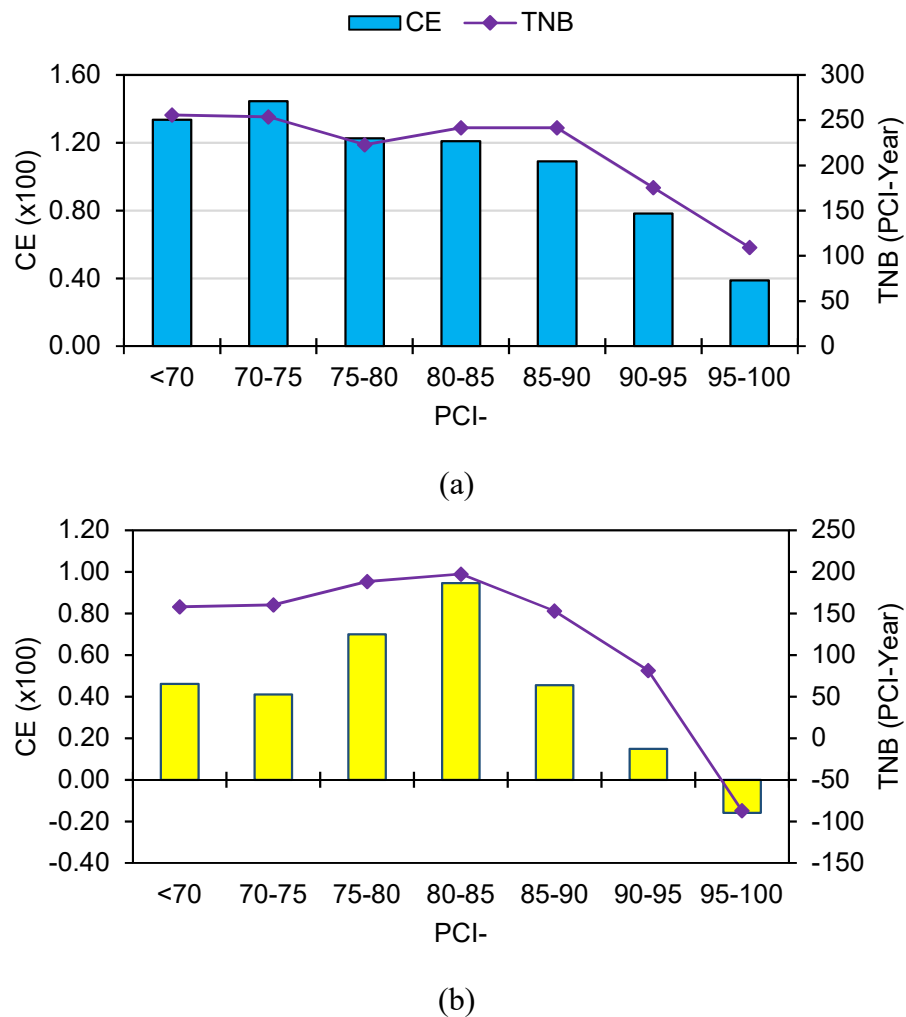 (a)
CE TNB
1.60 300
250
1.20 200
0.80 150
100
0.40 50
0.00 0
CE (x100)
TNB (PCI-Year)
<70 70-75 75-80 80-85 85-90 90-95 95-100
PCI-
(a)
1.20 250
1.00 200
0.80 150
0.60 100
0.40 50
0.20 0
0.00 -50
-0.20 -100
-0.40 -150
CE (x100)
TNB (PCI-Year)
<70 70-75 75-80 80-85 85-90 90-95 95-100
PCI-
(b)